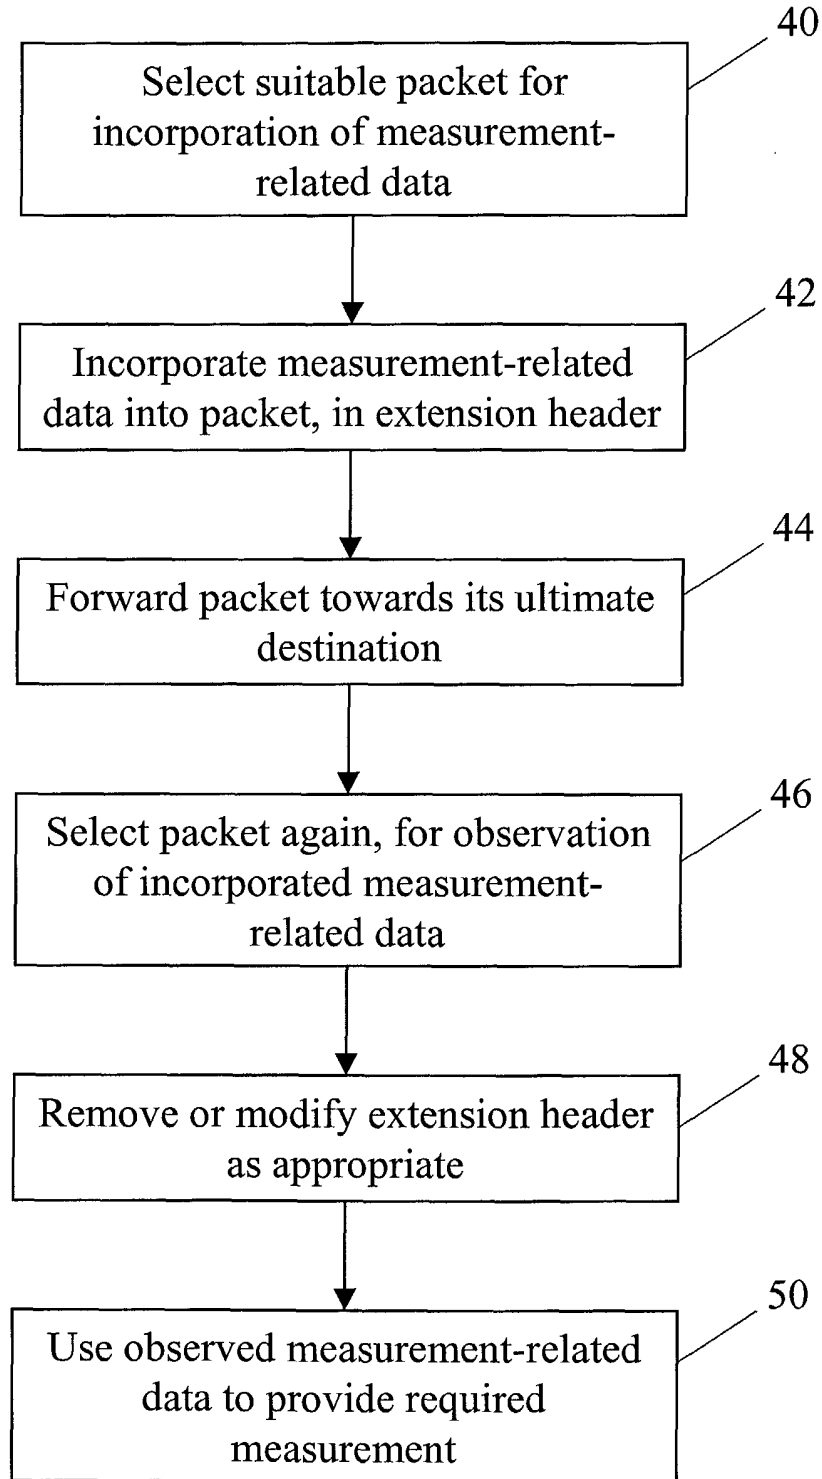 40
Select suitable packet for
incorporation of measurement-
related data
42
Incorporate measurement-related
data into packet, in extension header
44
Forward packet towards its ultimate
destination
46
Select packet again, for observation
of incorporated measurement-
related data
48
Remove or modify extension header
as appropriate
50
Use observed measurement-related
data to provide required
measurement